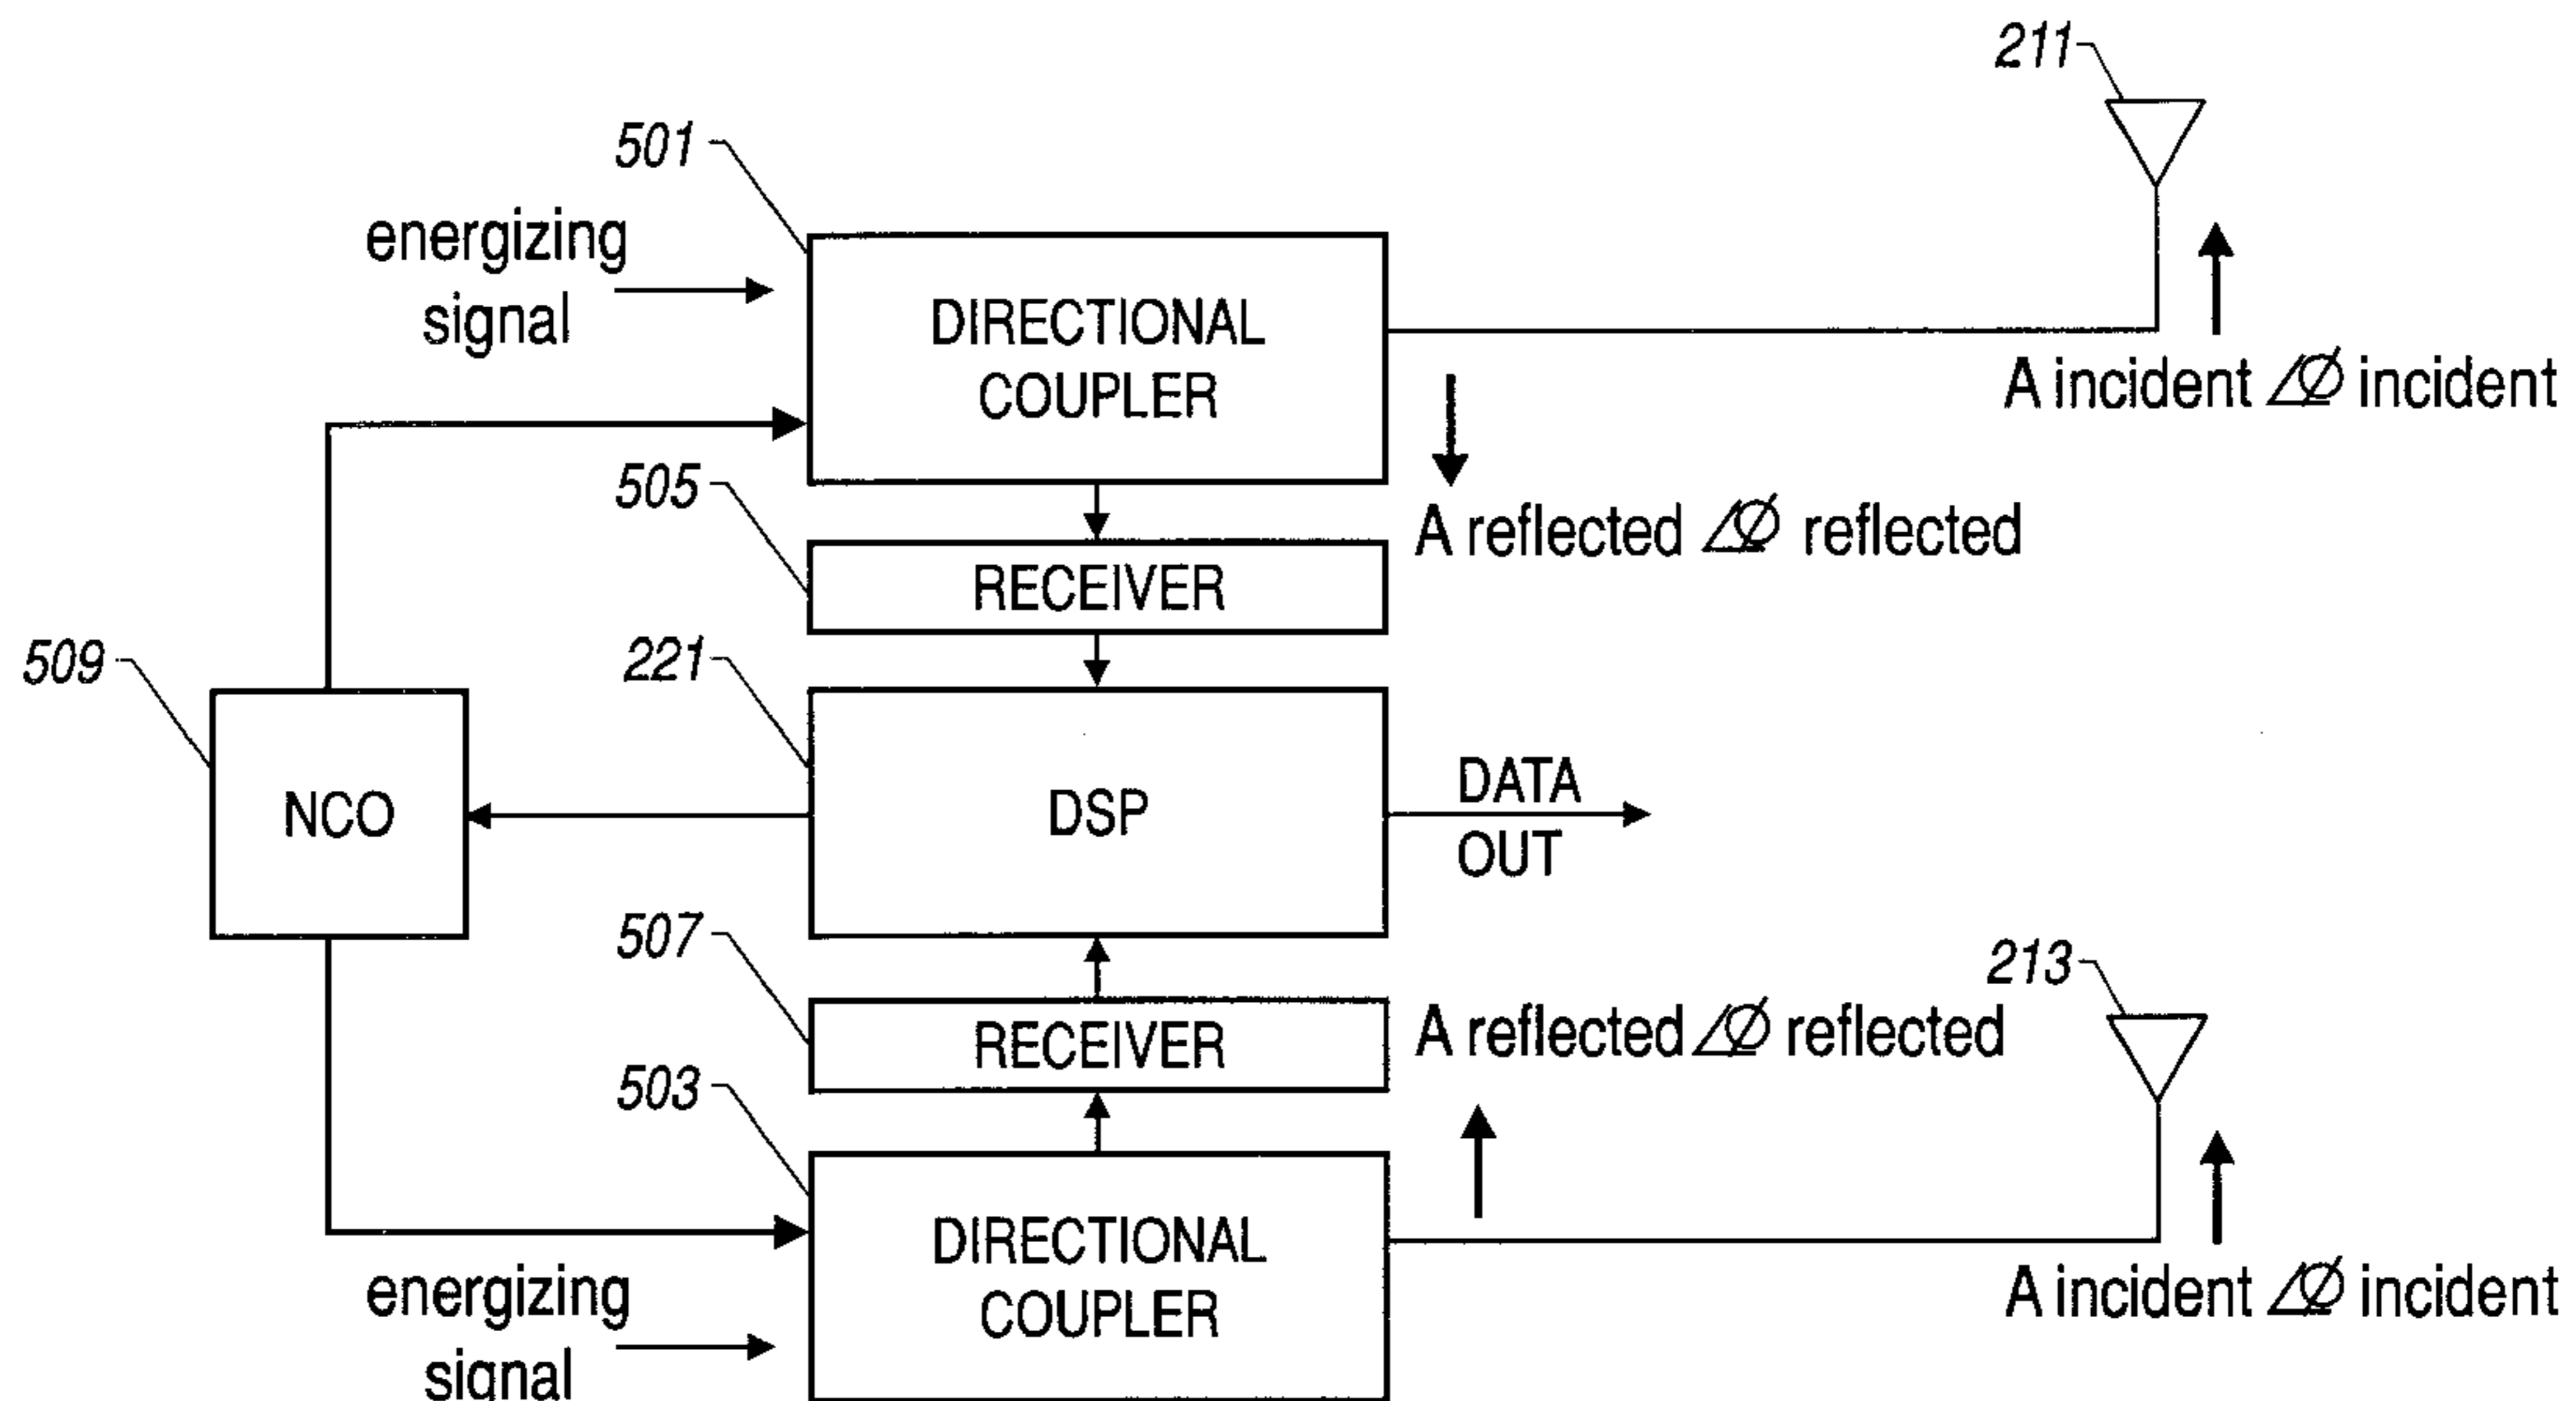 211
501
energizing
signal
DIRECTIONAL
COUPLER
A incident ∠Ø incident
505
A reflected ∠Ø reflected
RECEIVER
509
221
NCO
DSP
DATA
OUT
507
213
RECEIVER
A reflected ∠Ø reflected
503
DIRECTIONAL
COUPLER
energizing
signal
A incident ∠Ø incident